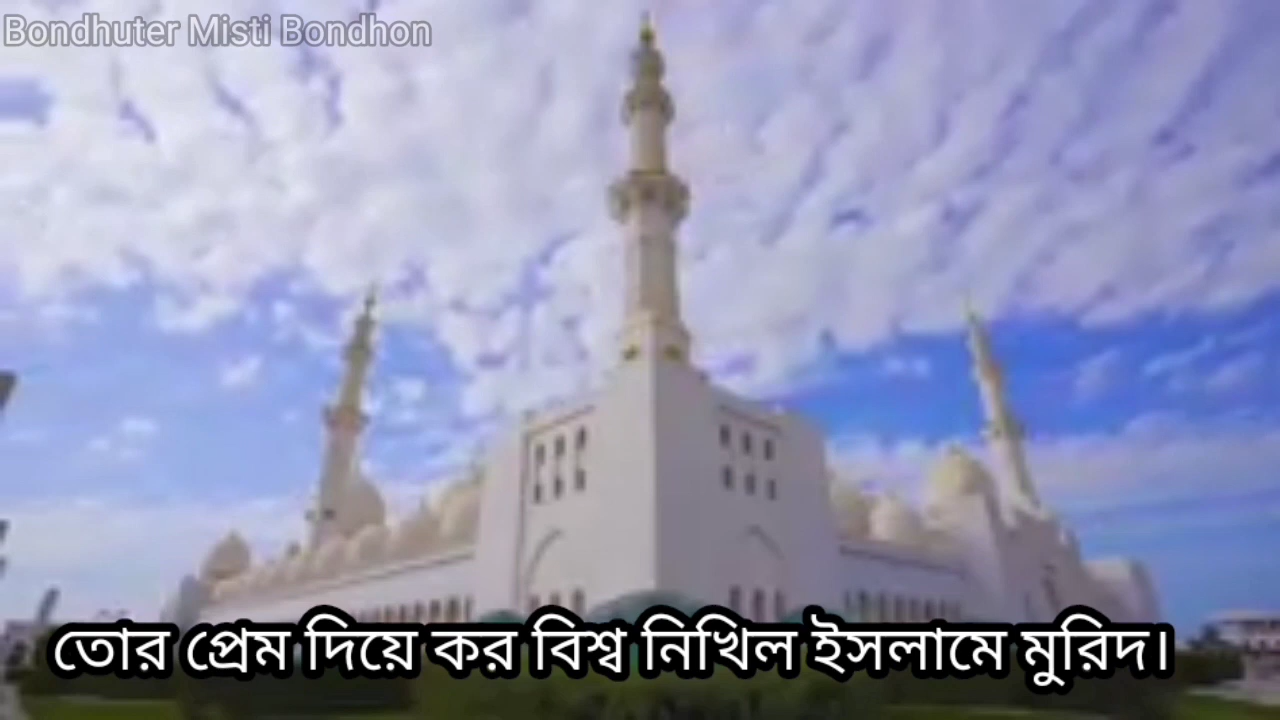 Bondhuter Misti Bondhon
তোর প্রেম দিয়ে কর বিশ্ব নিখিল ইসলামে মুরিদ।